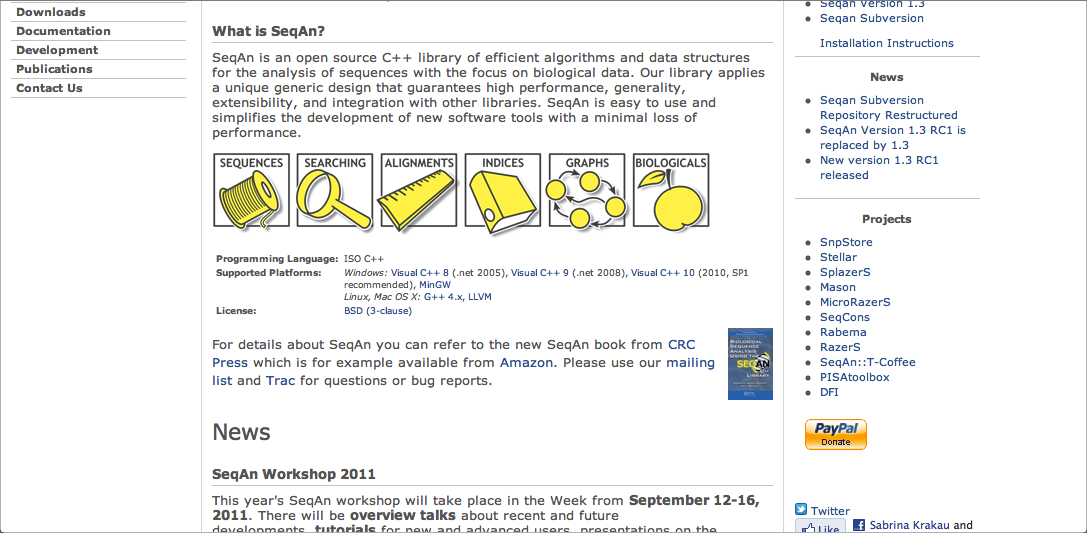 Downloads
Documentation
Development
Publications
Contact Us
What is SeqAn?
SeqAn is an open source C++ library of efficient algorithms and data structures
for the analysis of sequences with the focus on biological data. Our library applies
a unique generic design that guarantees high performance, generality,
extensibility, and integration with other libraries. SeqAn is easy to use and
simplifies the development of new software tools with a minimal loss of
performance.
SEQUENCES SEARCHING ALIGNMENTS INDICES GRAPHS BIOLOGICALS
Programming Language: ISO C++
Supported Platforms: Windows: Visual C++ 8 (.net 2005), Visual C++ 9 (.net 2008), Visual C++ 10 (2010, SP1
recommended), MinGW
Linux, Mac OS X: G++ 4.x, LLVM
License: BSD (3-clause)
For details about SeqAn you can refer to the new SeqAn book from CRC
Press which is for example available from Amazon. Please use our mailing
list and Trac for questions or bug reports.
BIOLOGICAL
SEQUENCE
ANALYSIS
USING THE
SEQAN
LIBRARY
News
SeqAn Workshop 2011
This year's SeqAn workshop will take place in the Week from September 12-16,
2011. There will be overview talks about recent and future
developments, tutorials for new and advanced users, presentations on the
Seqan Version 1.3
Seqan Subversion
Installation Instructions
News
Seqan Subversion
Repository Restructured
SeqAn Version 1.3 RC1 is
replaced by 1.3
New version 1.3 RC1
released
Projects
SnpStore
Stellar
SplazerS
Mason
MicroRazerS
SeqCons
Rabema
RazerS
SeqAn::T-Coffee
PISAtoolbox
DFI
PayPal
Donate
Twitter
Like
Sabrina Krakau and